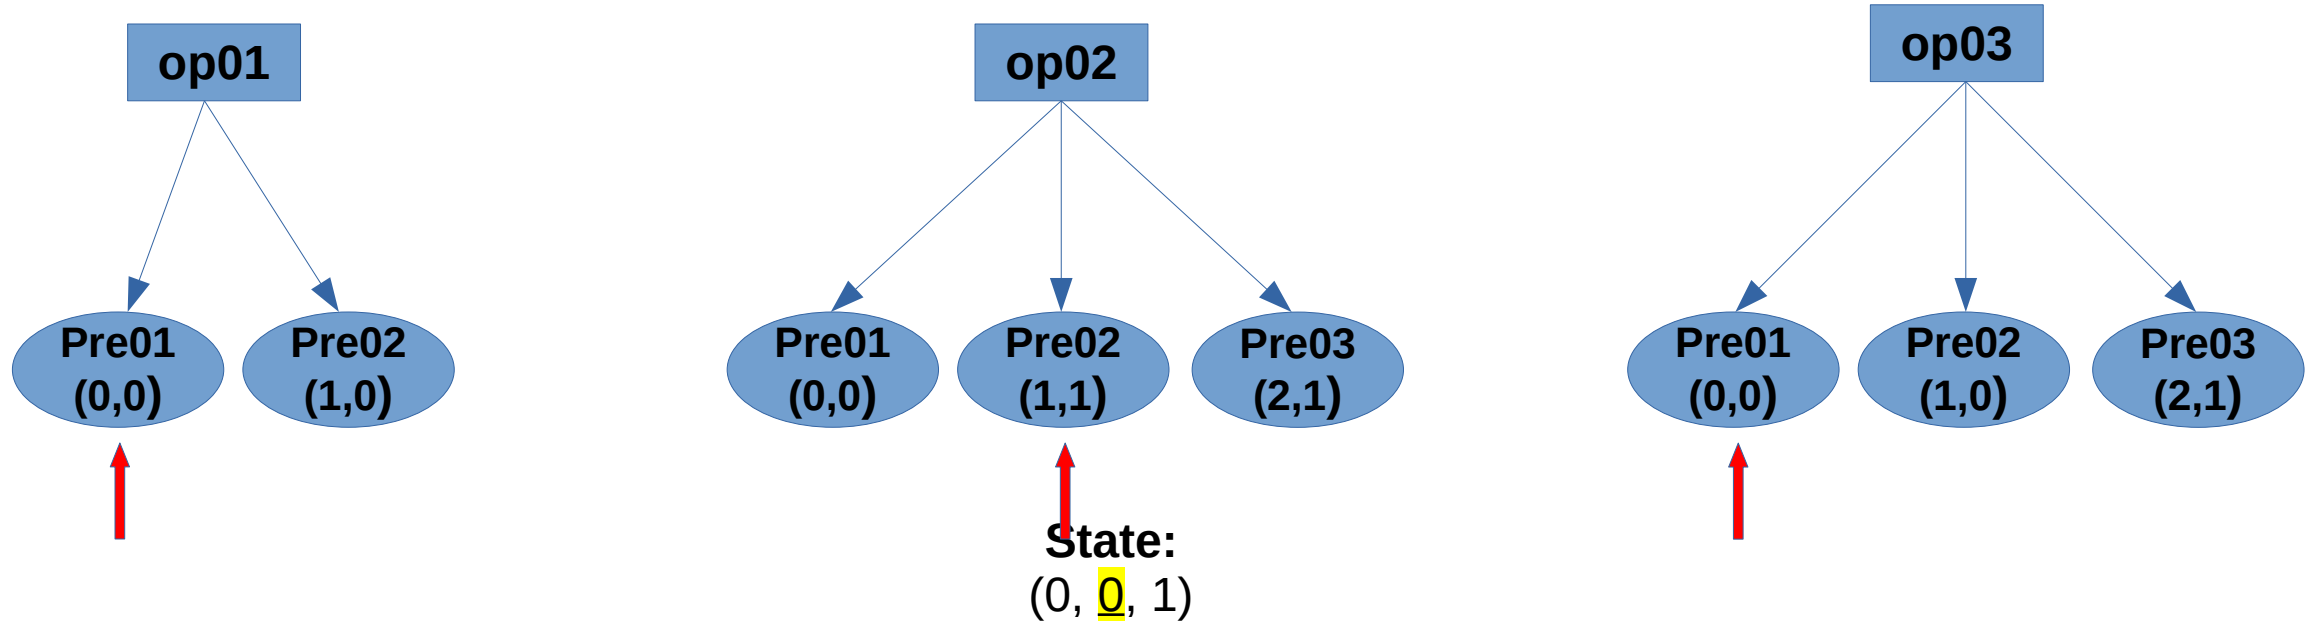 op01
op02
op03
Pre01
(0,0)
Pre02
(1,0)
Pre01
(0,0)
Pre02
(1,1)
Pre03
(2,1)
Pre01
(0,0)
Pre02
(1,0)
Pre03
(2,1)
State:
(0, 0, 1)